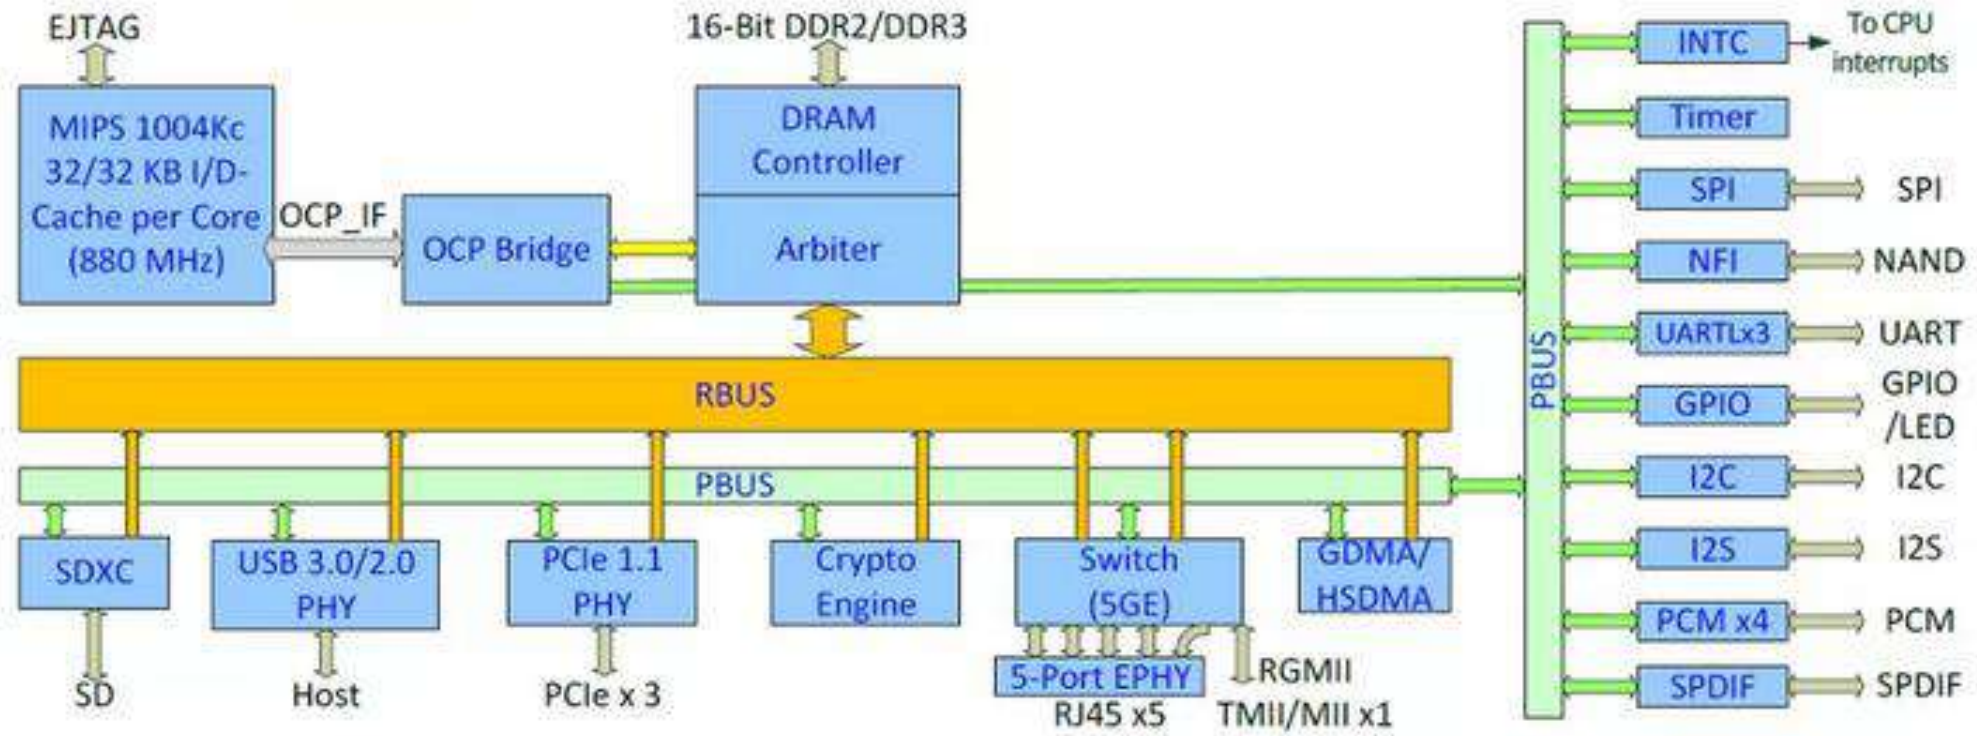 EJTAG
16-Bit DDR2/DDR3
MIPS 1004Kc
32/32 KB I/D-
Cache per Core
(880 MHz)
OCP_IF
OCP Bridge
DRAM
Controller
Arbiter
RBUS
PBUS
SDXC
USB 3.0/2.0
PHY
PCIe 1.1
PHY
Crypto
Engine
Switch
(5GE)
GDMA/
HSDMA
5-Port EPHY
SD
Host
PCIe x 3
RJ45 x5
RGMII
TMII/MII x1
PBUS
INTC
To CPU
interrupts
Timer
SPI
SPI
NFI
NAND
UARTLx3
UART
GPIO
GPIO
/LED
I2C
I2C
I2S
I2S
PCM x4
PCM
SPDIF
SPDIF